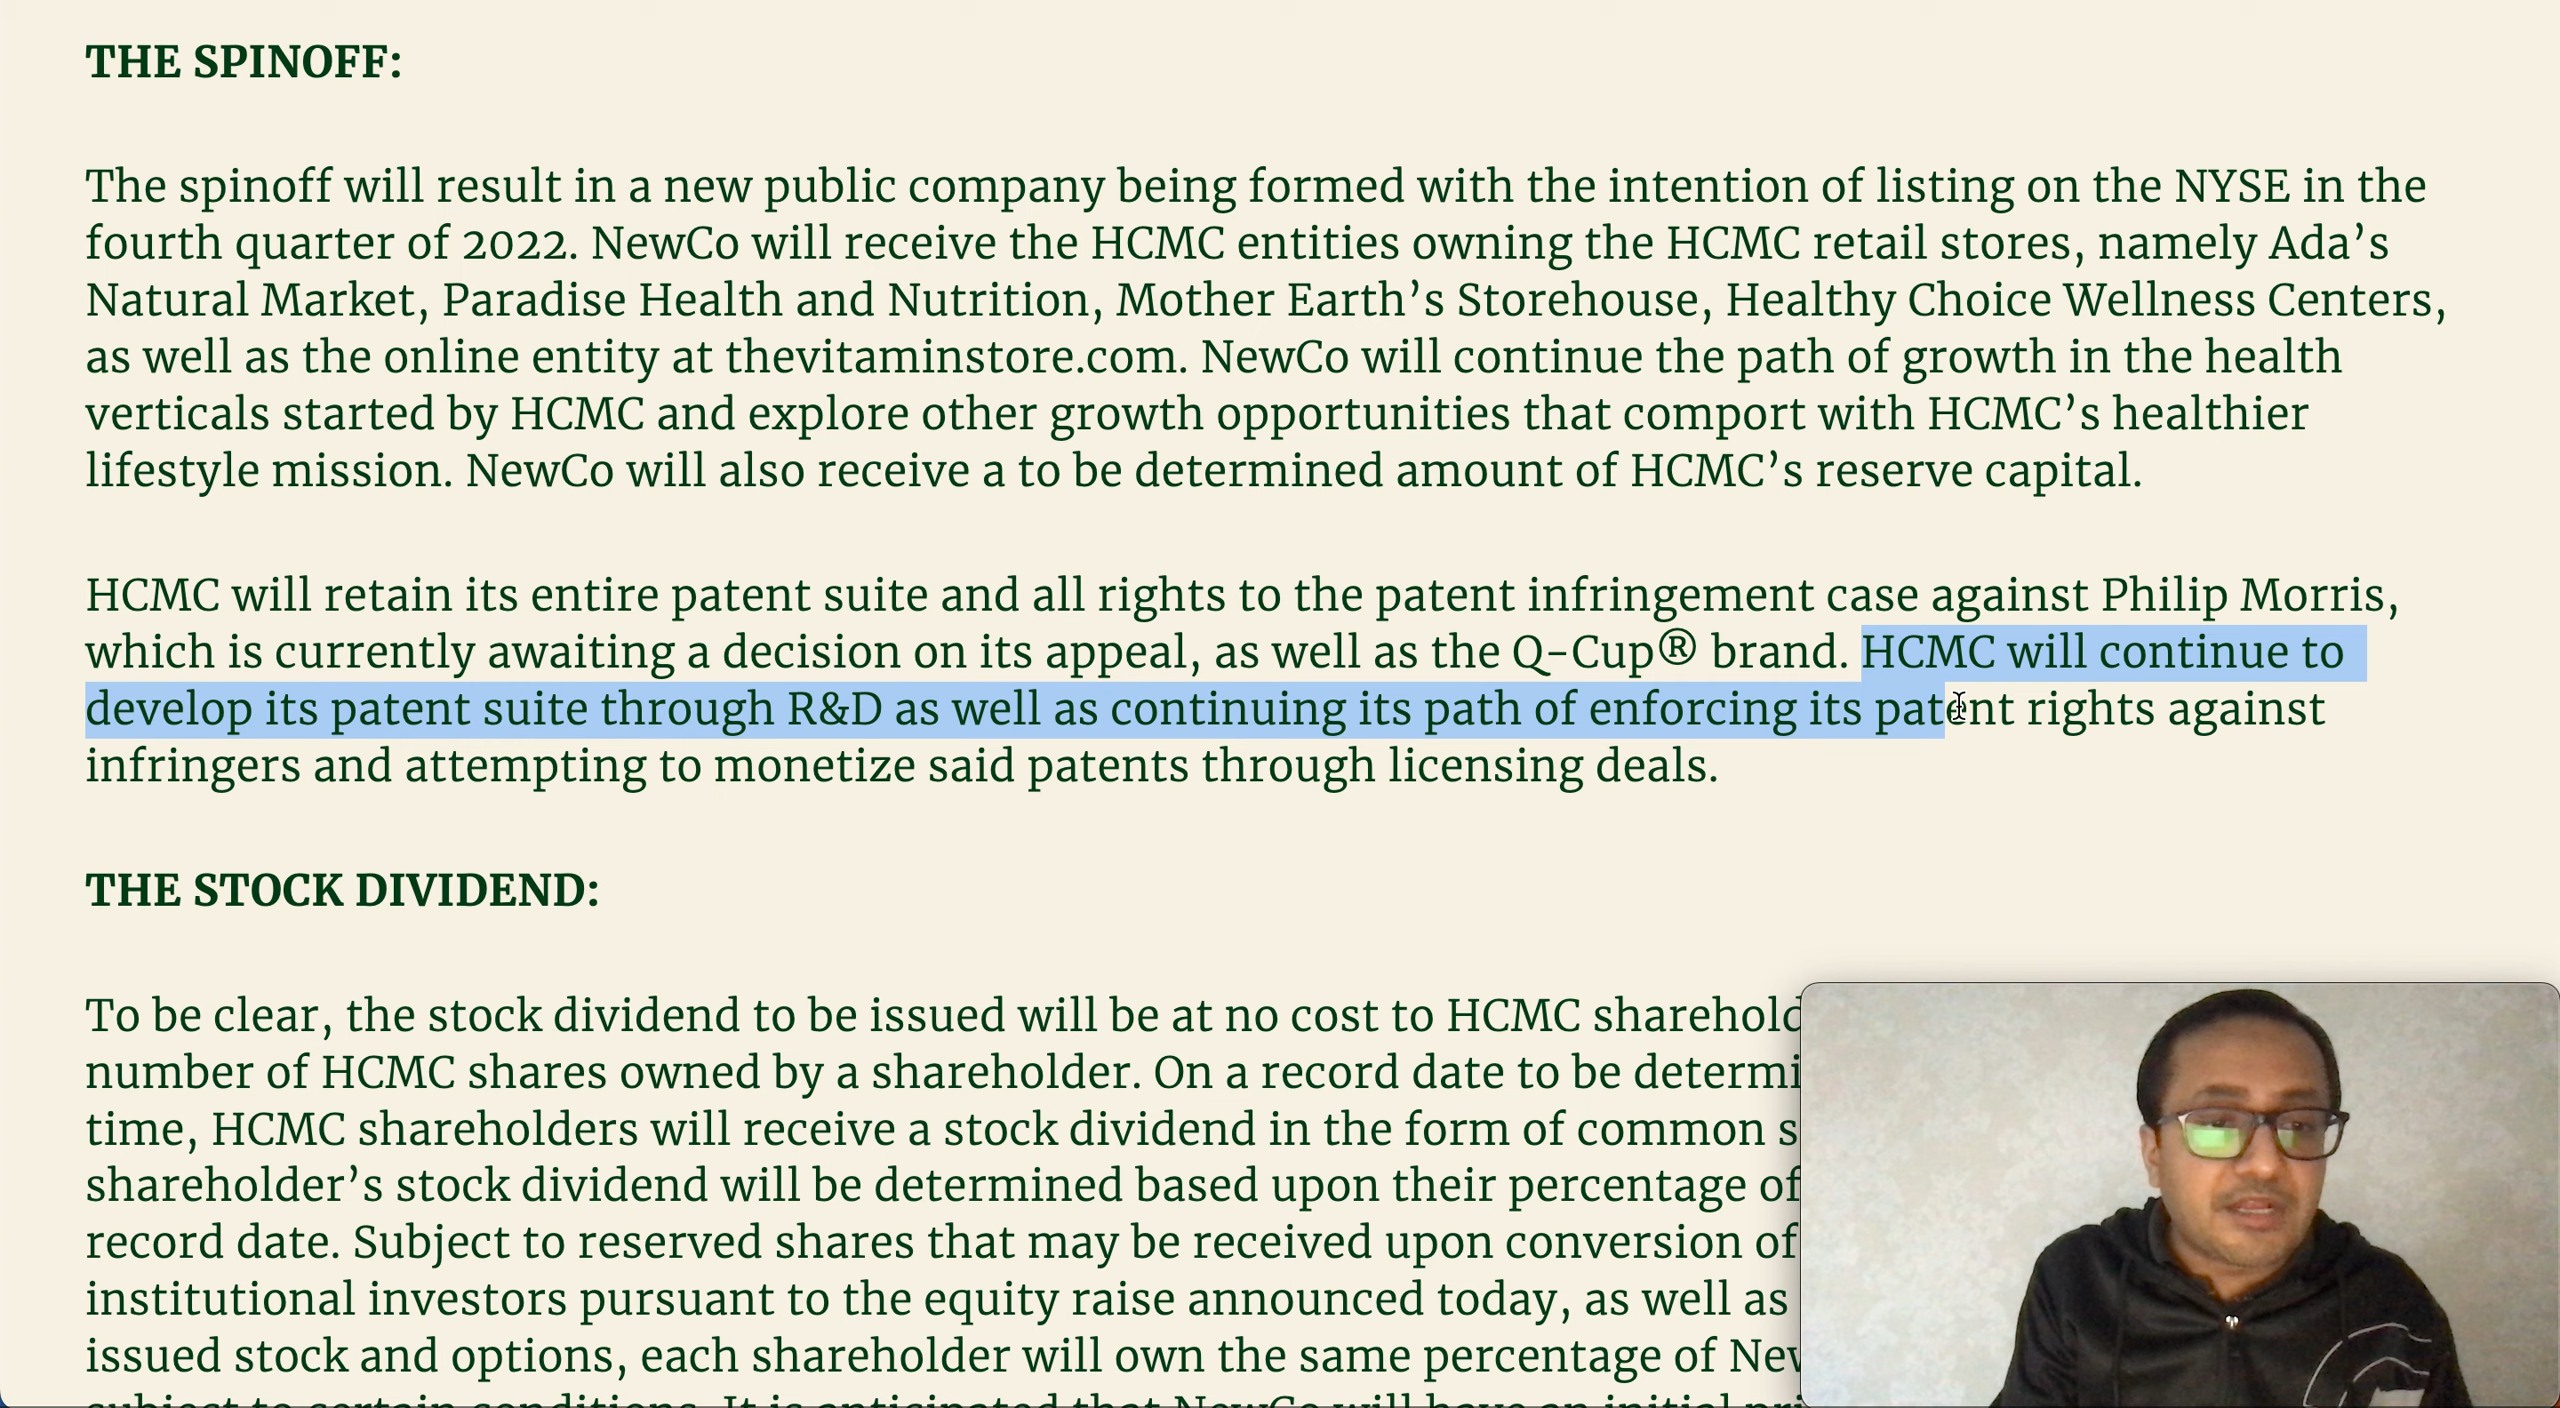 THE SPINOFF:
The spinoff will result in a new public company being formed with the intention of listing on the NYSE in the
fourth quarter of 2022. NewCo will receive the HCMC entities owning the HCMC retail stores, namely Ada’s
Natural Market, Paradise Health and Nutrition, Mother Earth’s Storehouse, Healthy Choice Wellness Centers,
as well as the online entity at thevitaminstore.com. NewCo will continue the path of growth in the health
verticals started by HCMC and explore other growth opportunities that comport with HCMC’s healthier
lifestyle mission. NewCo will also receive a to be determined amount of HCMC’s reserve capital.
HCMC will retain its entire patent suite and all rights to the patent infringement case against Philip Morris,
which is currently awaiting a decision on its appeal, as well as the Q-Cup® brand. HCMC will continue to
develop its patent suite through R&D as well as continuing its path of enforcing its patent rights against
infringers and attempting to monetize said patents through licensing deals.
THE STOCK DIVIDEND:
To be clear, the stock dividend to be issued will be at no cost to HCMC
number of HCMC shares owned by a shareholder. On a record date to be
time, HCMC shareholders will receive a stock dividend in the form of common
shareholder’s stock dividend will be determined based upon their percentage of
record date. Subject to reserved shares that may be received upon conversion of
institutional investors pursuant to the equity raise announced today, as well as
issued stock and options, each shareholder will own the same percentage of
subject to certain conditions. It is anticipated that NewCo will have an initial